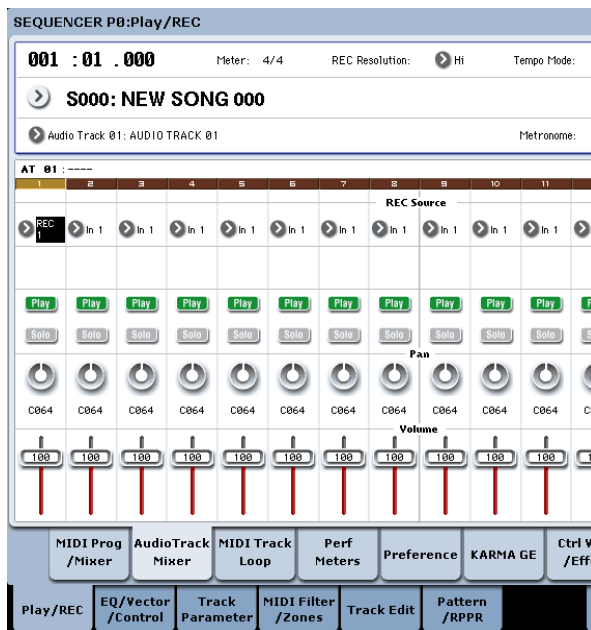 SEQUENCER P0:Play/REC
001 :01 .000 Meter: 4/4 REC Resolution: Hi Tempo Mode:
S000: NEW SONG 000
Audio Track 01: AUDIO TRACK 01 Metronome:
AT 01 :----
1 2 3 4 5 6 7 8 9 10 11
REC Source
REC 1 In 1 In 1 In 1 In 1 In 1 In 1 In 1 In 1 In 1 In 1
Play Play Play Play Play Play Play Play Play Play Play
Solo Solo Solo Solo Solo Solo Solo Solo Solo Solo Solo
Pan
C064 C064 C064 C064 C064 C064 C064 C064 C064 C064 C064
Volume
100 100 100 100 100 100 100 100 100 100 100
MIDI Prog /Mixer AudioTrack Mixer MIDI Track Loop Perf Meters Preference KARMA GE Ctrl
Play/REC EQ/Vector /Control Track Parameter MIDI Filter /Zones Track Edit Pattern /RPPR